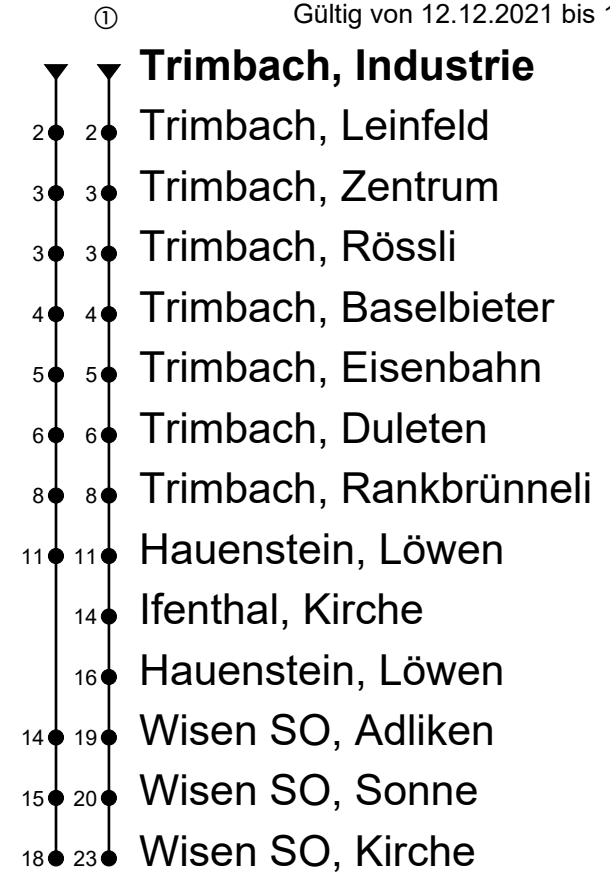 ① Gültig von 12.12.2021 bis
Trimbach, Industrie
2 2 Trimbach, Leinfeld
3 3 Trimbach, Zentrum
3 3 Trimbach, Rössli
4 4 Trimbach, Baselbieter
5 5 Trimbach, Eisenbahn
6 6 Trimbach, Duleten
8 8 Trimbach, Rankbrünneli
11 11 Hauenstein, Löwen
14 Ifenthal, Kirche
16 Hauenstein, Löwen
14 19 Wisen SO, Adliken
15 20 Wisen SO, Sonne
18 23 Wisen SO, Kirche